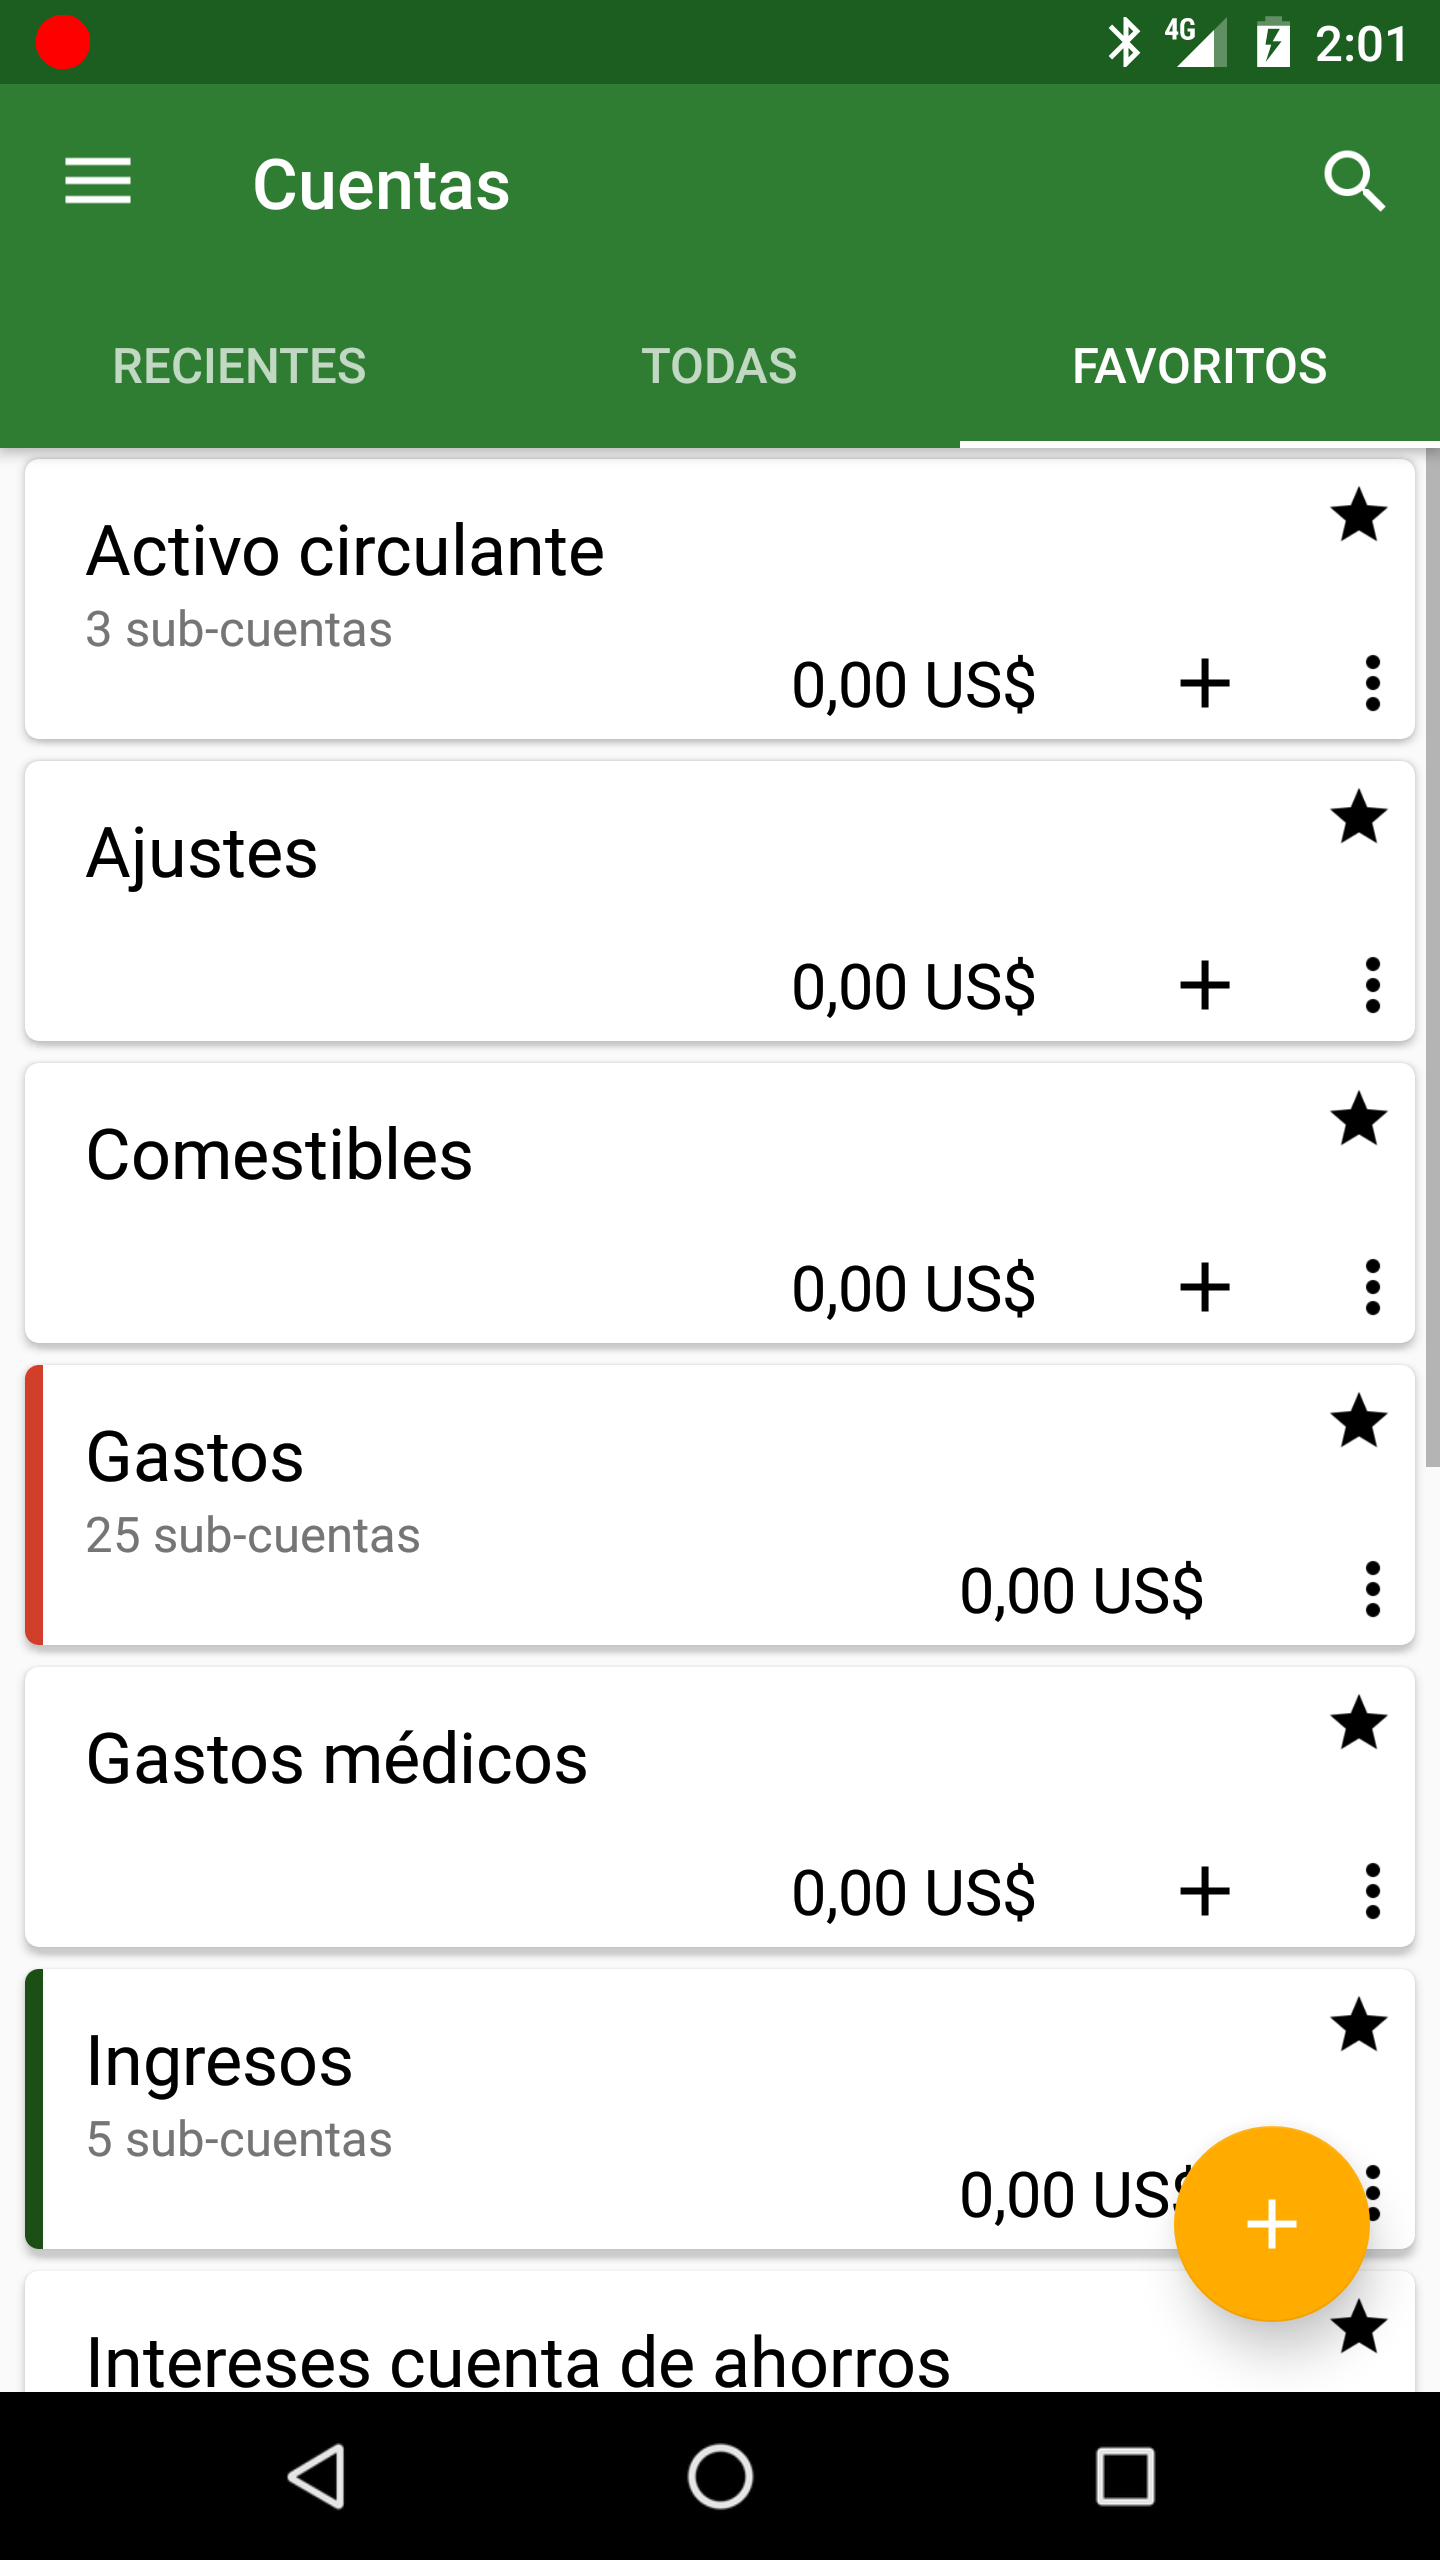 4G 2:01
Cuentas
RECIENTES TODAS FAVORITOS
Activo circulante
3 sub-cuentas
0,00 US$
Ajustes
0,00 US$
Comestibles
0,00 US$
Gastos
25 sub-cuentas
0,00 US$
Gastos médicos
0,00 US$
Ingresos
5 sub-cuentas
0,00 US$
Intereses cuenta de ahorros